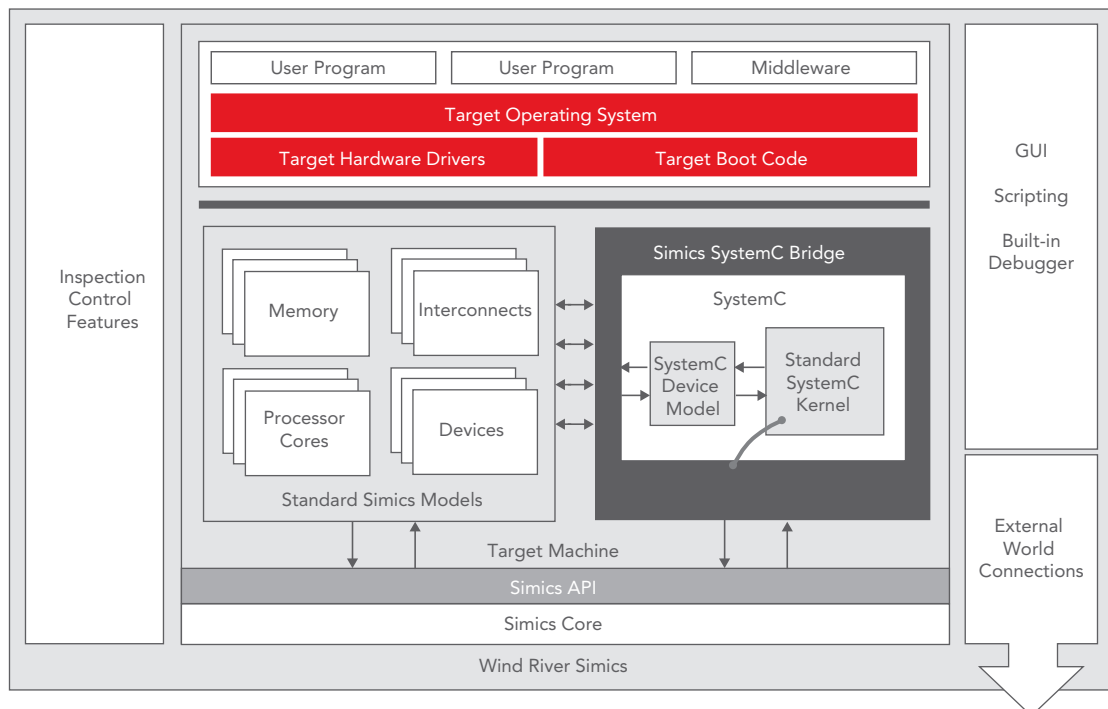 User Program
User Program
Middleware
Target Operating System
Target Hardware Drivers
Target Boot Code
Inspection
Control
Features
Memory
Interconnects
Processor
Cores
Devices
Standard Simics Models
Simics SystemC Bridge
SystemC
SystemC
Device
Model
Standard
SystemC
Kernel
Target Machine
Simics API
Simics Core
Wind River Simics
GUI
Scripting
Built-in
Debugger
External
World
Connections